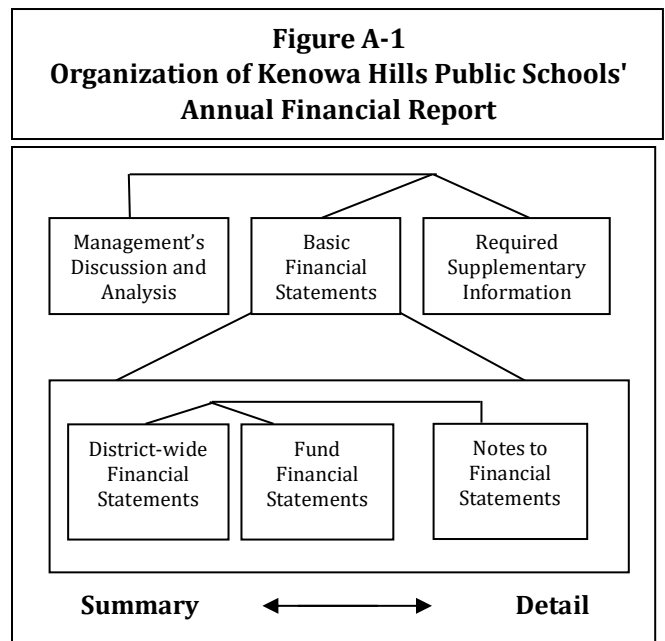 Figure A-1
Organization of Kenowa Hills Public Schools'
Annual Financial Report
Management’s
Discussion and
Analysis
Basic
Financial
Statements
Required
Supplementary
Information
District-wide
Financial
Statements
Fund
Financial
Statements
Notes to
Financial
Statements
Summary
Detail